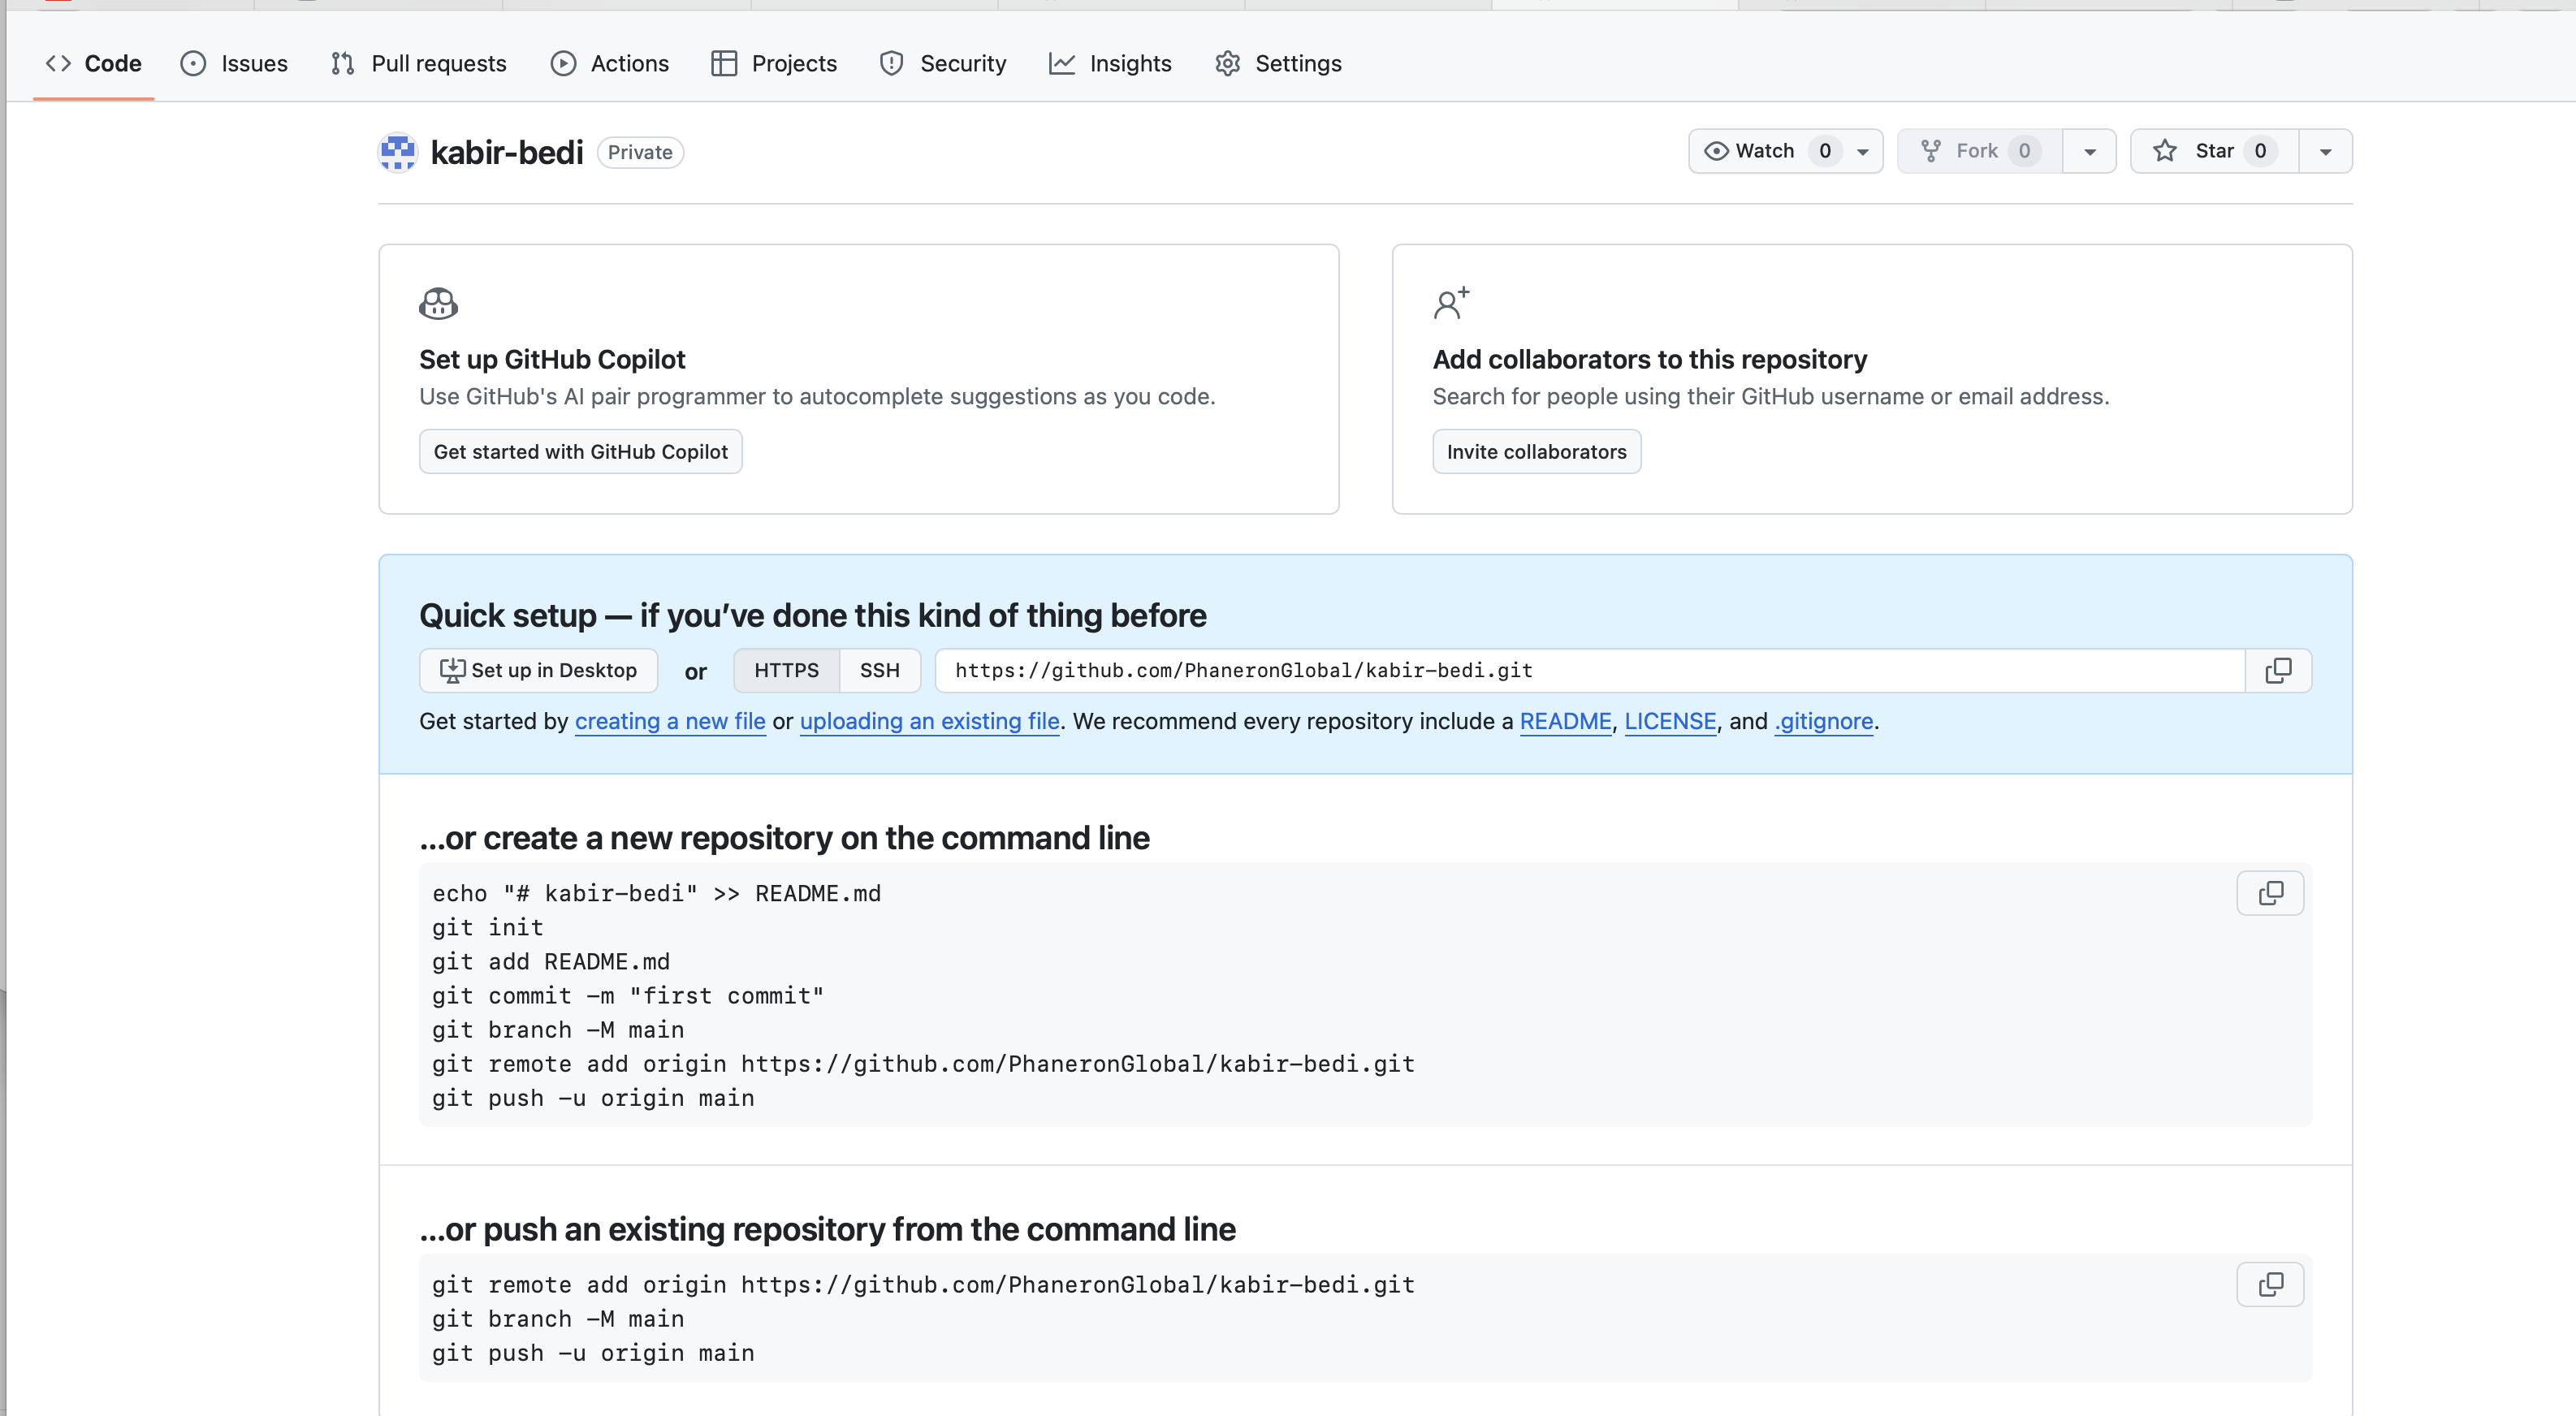 Code Issues Pull requests Actions Projects Security Insights Settings
kabir-bedi Private Watch 0 Fork 0 Star 0
Set up GitHub Copilot
Use GitHub's AI pair programmer to autocomplete suggestions as you code.
Get started with GitHub Copilot
Add collaborators to this repository
Search for people using their GitHub username or email address.
Invite collaborators
Quick setup — if you’ve done this kind of thing before
Set up in Desktop or HTTPS SSH https://github.com/PhaneronGlobal/kabir-bedi.git
Get started by creating a new file or uploading an existing file. We recommend every repository include a README, LICENSE, and .gitignore.
…or create a new repository on the command line
echo "# kabir-bedi" >> README.md
git init
git add README.md
git commit -m "first commit"
git branch -M main
git remote add origin https://github.com/PhaneronGlobal/kabir-bedi.git
git push -u origin main
…or push an existing repository from the command line
git remote add origin https://github.com/PhaneronGlobal/kabir-bedi.git
git branch -M main
git push -u origin main